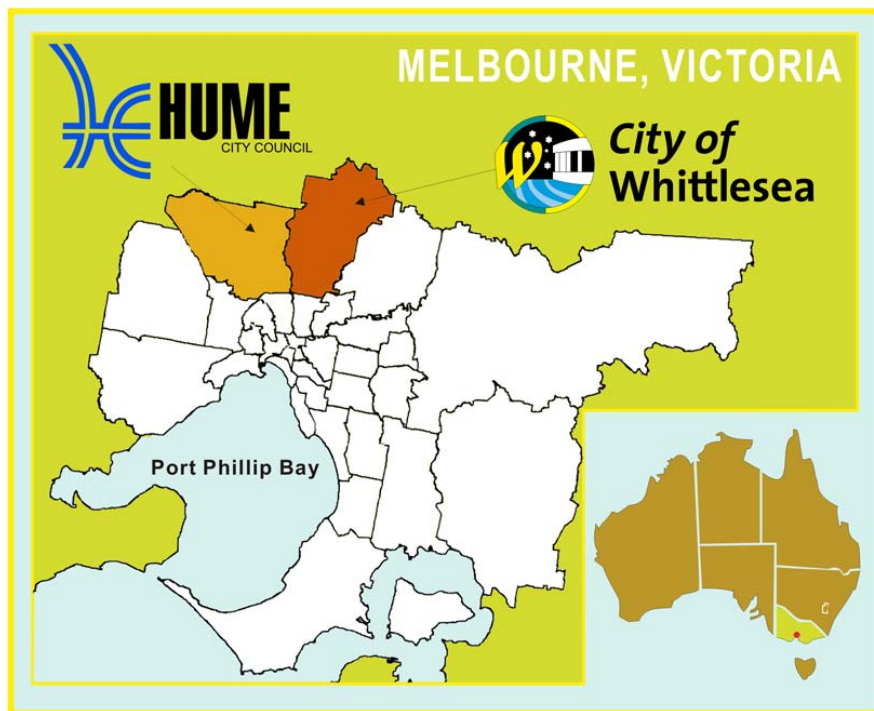 MELBOURNE, VICTORIA
HUME
CITY COUNCIL
City of
Whittlesea
Port Phillip Bay